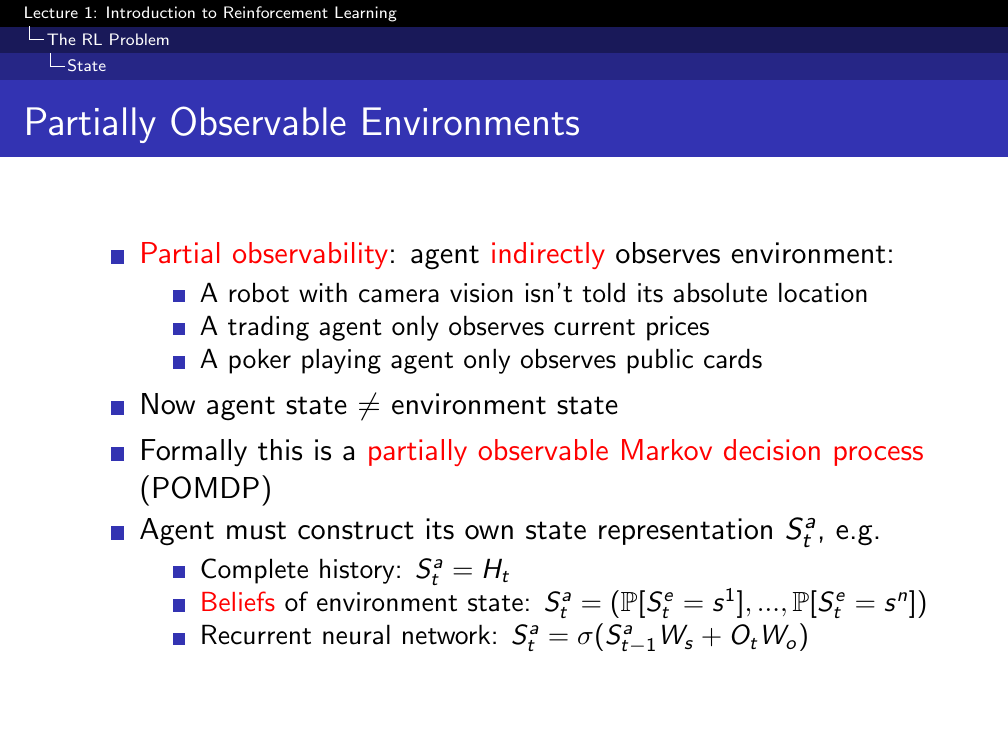 Lecture 1: Introduction to Reinforcement Learning
The RL Problem
State
Partially Observable Environments
Partial observability: agent indirectly observes environment:
A robot with camera vision isn't told its absolute location
A trading agent only observes current prices
A poker playing agent only observes public cards
Now agent state ≠ environment state
Formally this is a partially observable Markov decision process
(POMDP)
Agent must construct its own state representation $S_t^a$, e.g.
Complete history: $S_t^a = H_t$
Beliefs of environment state: $S_t^a = (\mathbb{P}[S_t^e = s^1], ..., \mathbb{P}[S_t^e = s^n])$
Recurrent neural network: $S_t^a = \sigma(S_{t-1}^a W_s + O_t W_o)$